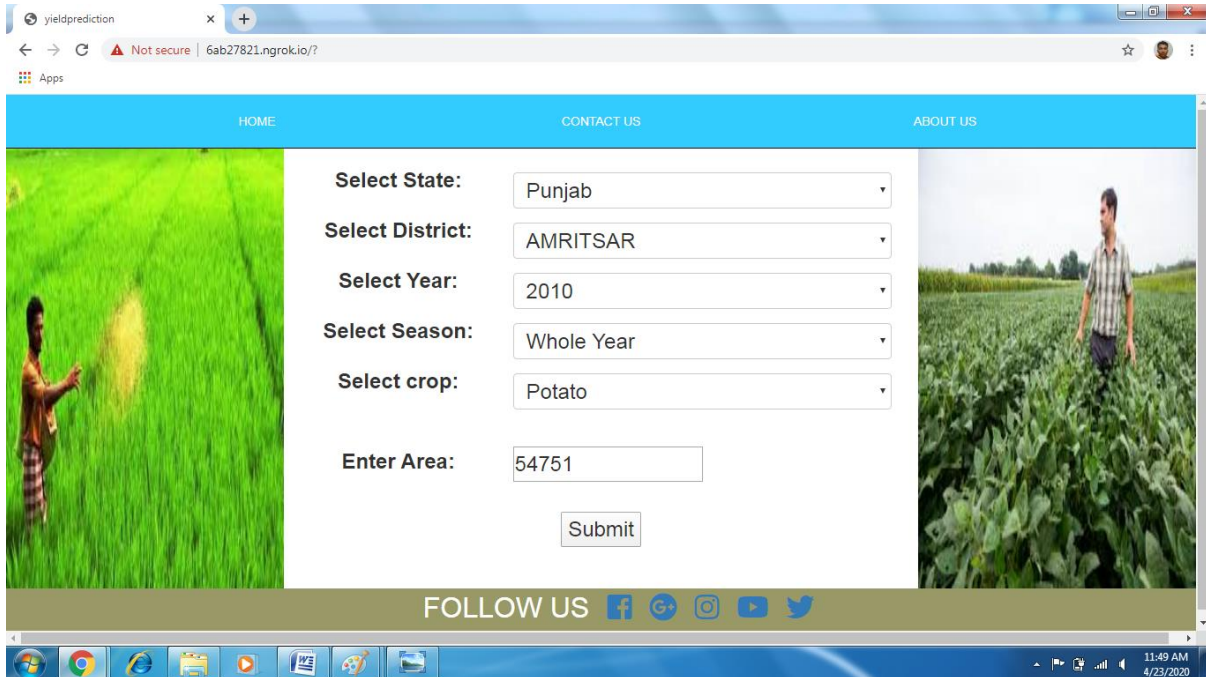 yieldprediction
Not secure | 6ab27821.ngrok.io/?
Apps
HOME CONTACT US ABOUT US
Select State: Punjab
Select District: AMRITSAR
Select Year: 2010
Select Season: Whole Year
Select crop: Potato
Enter Area: 54751
Submit
FOLLOW US
11:49 AM
4/23/2020